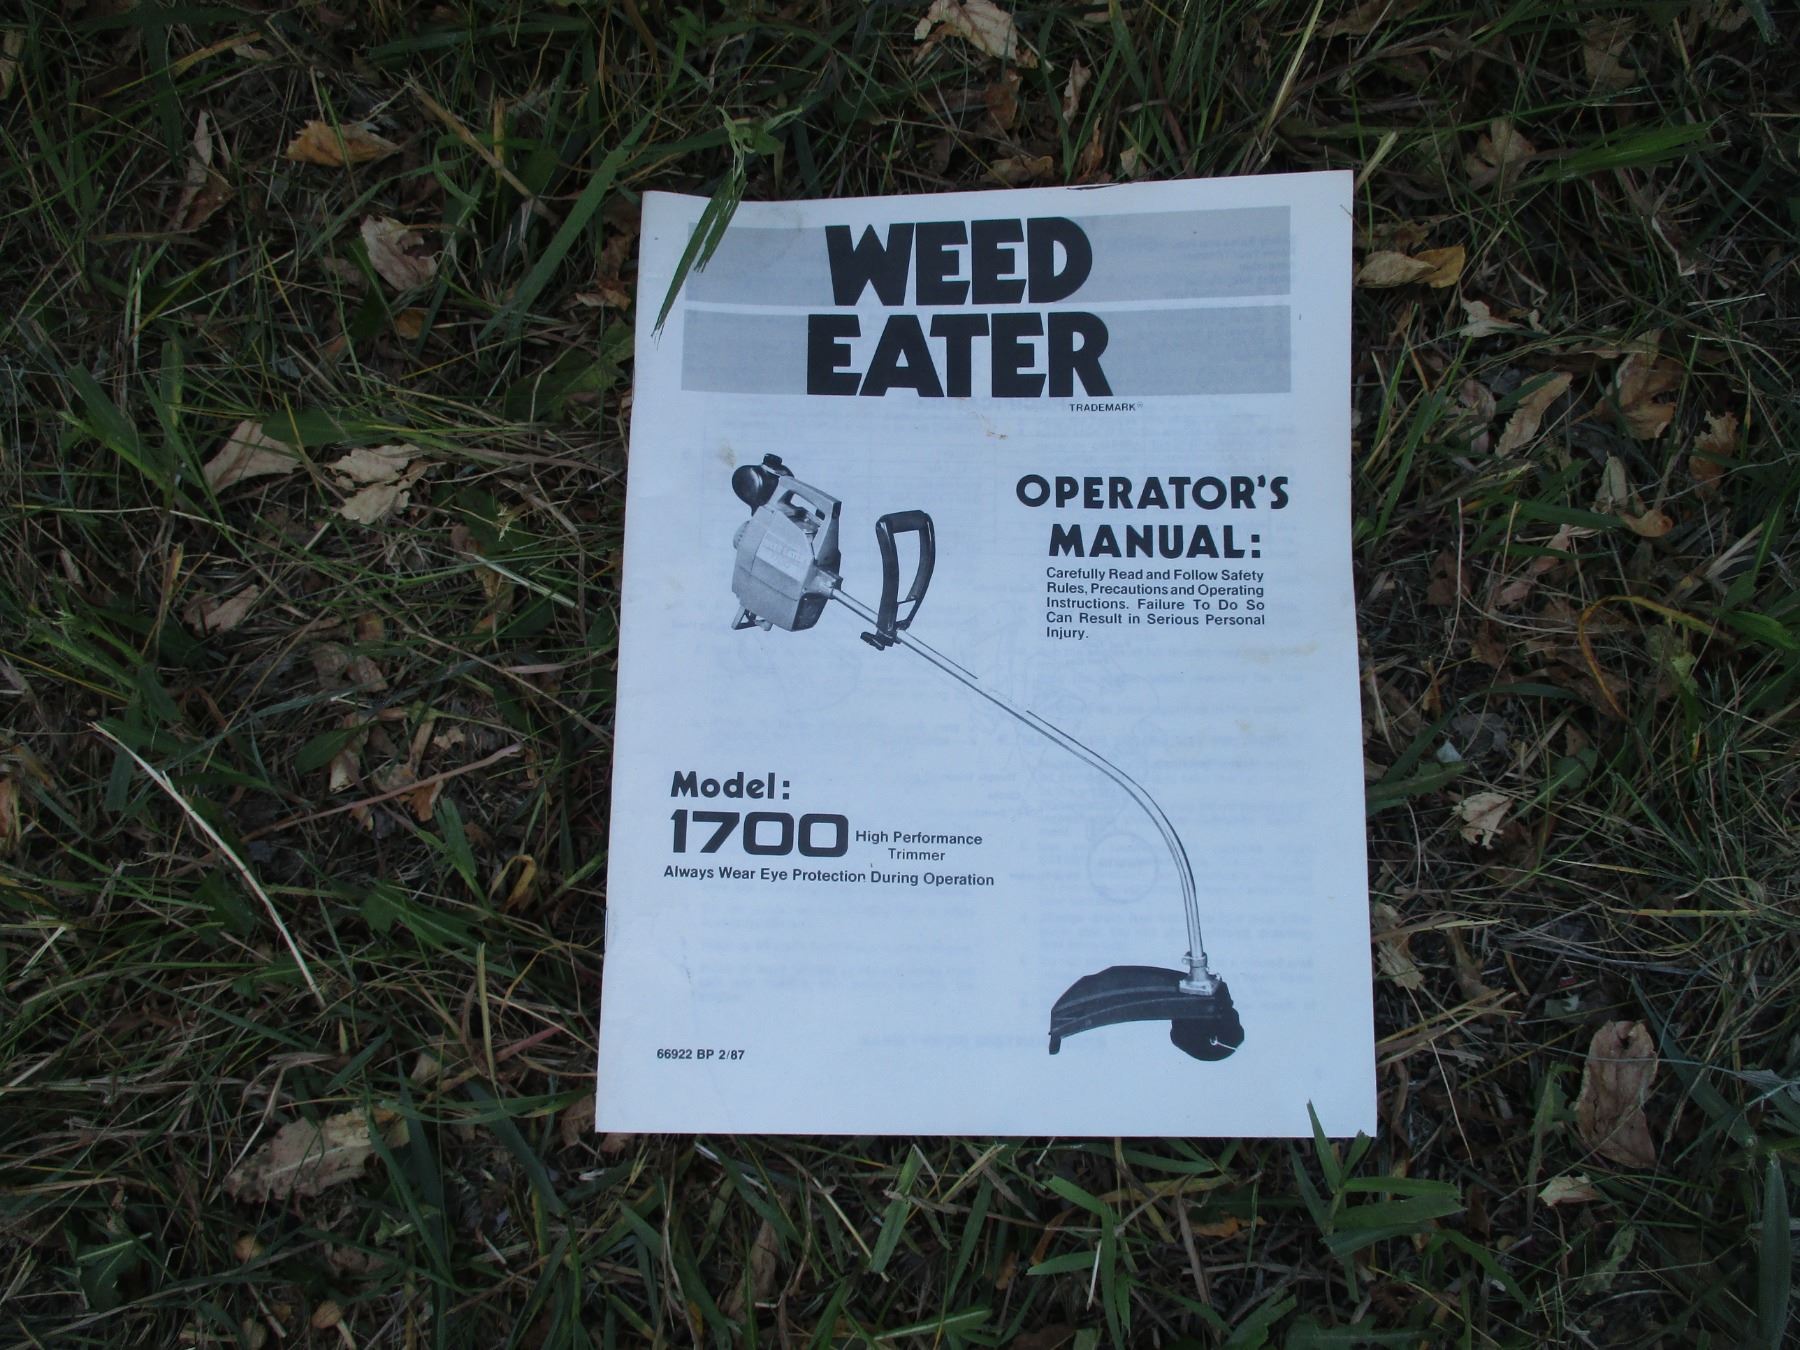 WEED
EATER
TRADEMARK®
OPERATOR'S
MANUAL:
Carefully Read and Follow Safety
Rules, Precautions and Operating
Instructions. Failure To Do So
Can Result in Serious Personal
Injury.
Model:
1700 High Performance
Trimmer
Always Wear Eye Protection During Operation
66922 BP 2/87